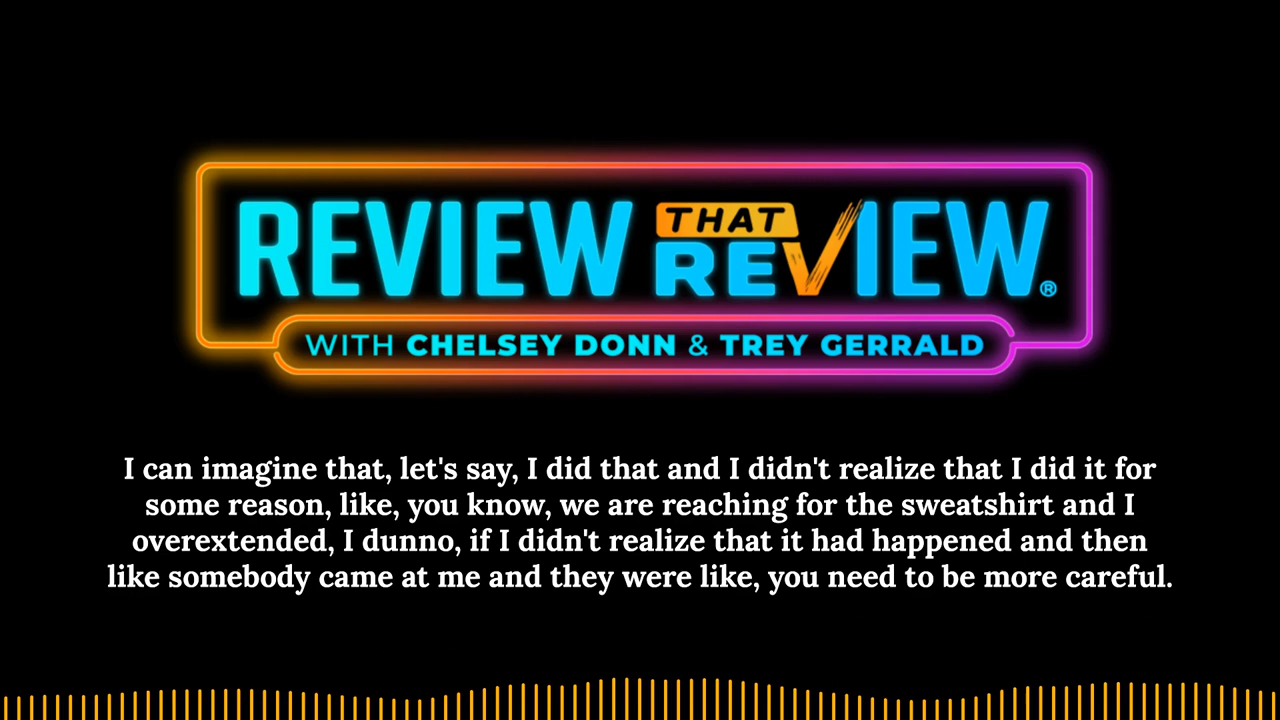 REVIEW THAT REVIEW®
WITH CHELSEY DONN & TREY GERRALD
I can imagine that, let's say, I did that and I didn't realize that I did it for
some reason, like, you know, we are reaching for the sweatshirt and I
overextended, I dunno, if I didn't realize that it had happened and then
like somebody came at me and they were like, you need to be more careful.